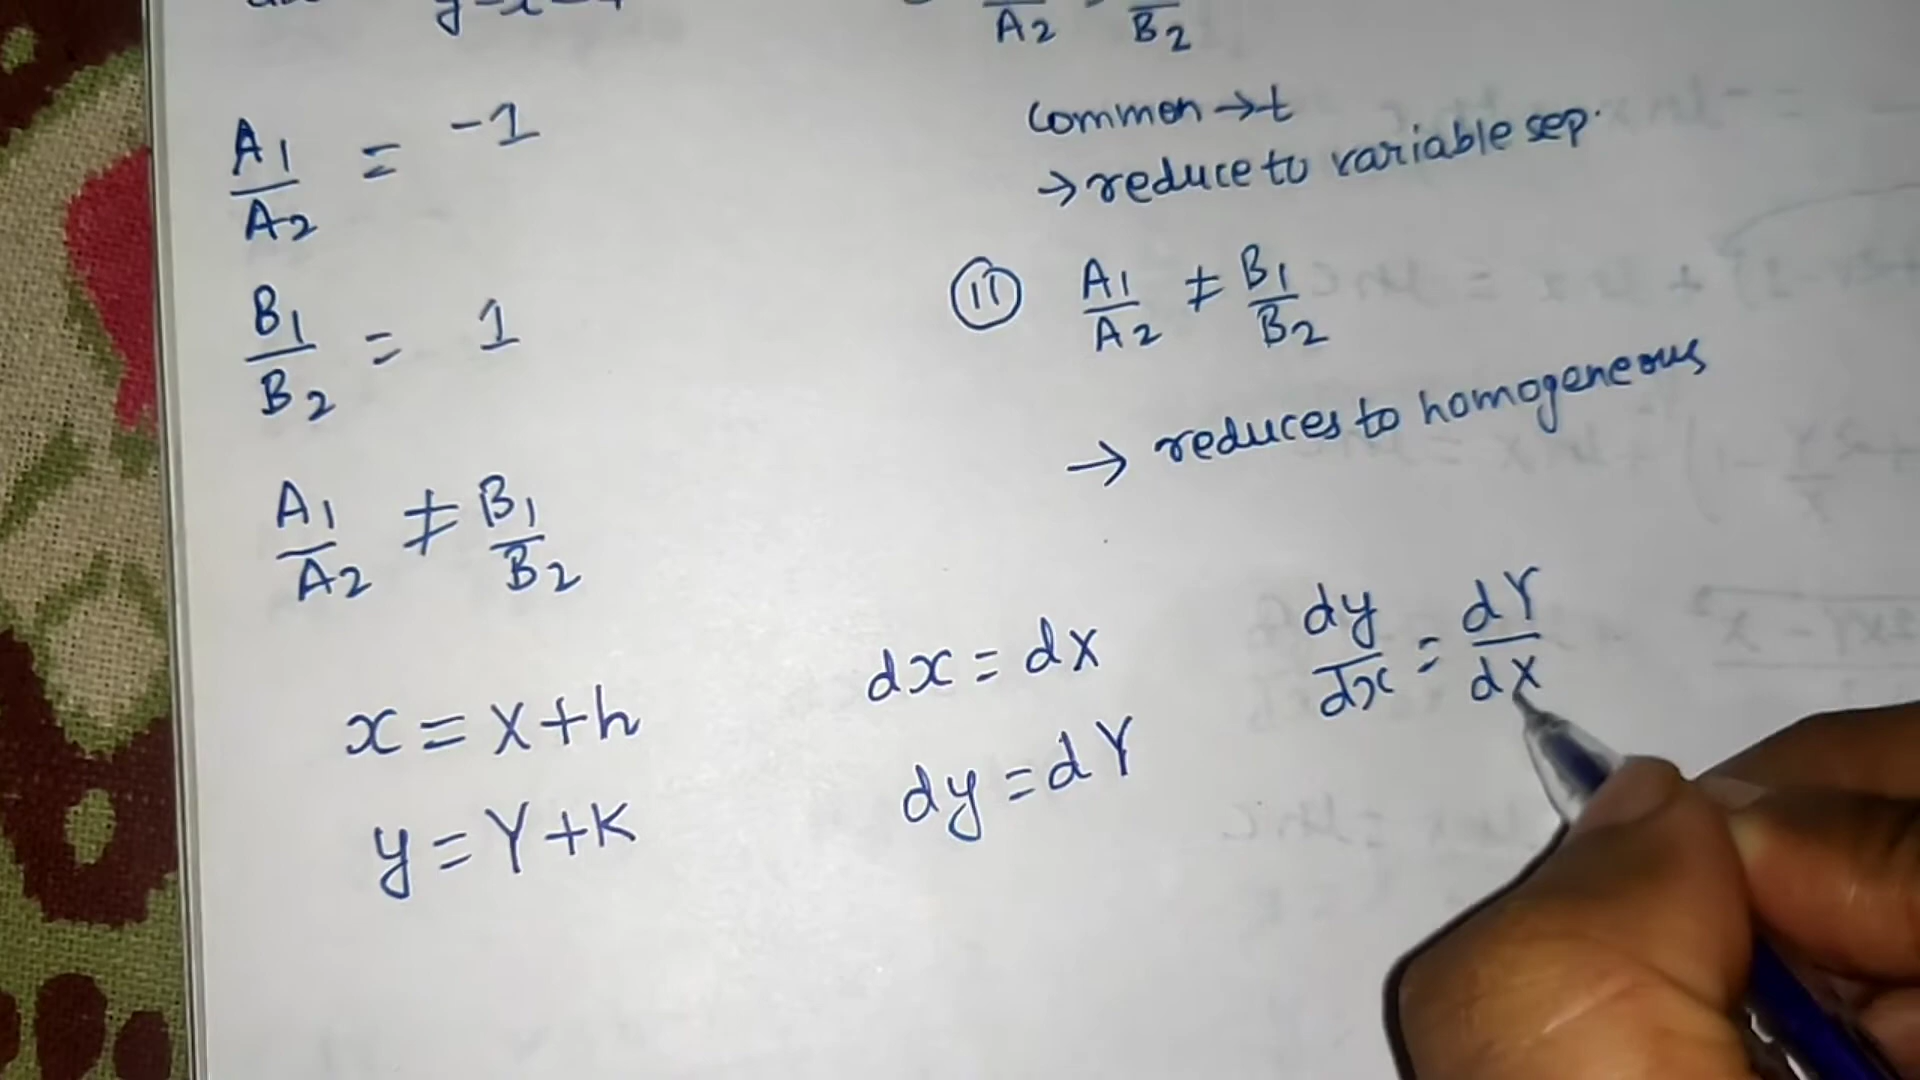 A2 B2
A1/A2 = -1
B1/B2 = 1
A1/A2 ≠ B1/B2
x = X+h
y = Y+K
common → t
→ reduce to variable sep.
(11) A1/A2 ≠ B1/B2
→ reduces to homogeneous
dx = dX
dy = dY
dy/dx = dY/dX